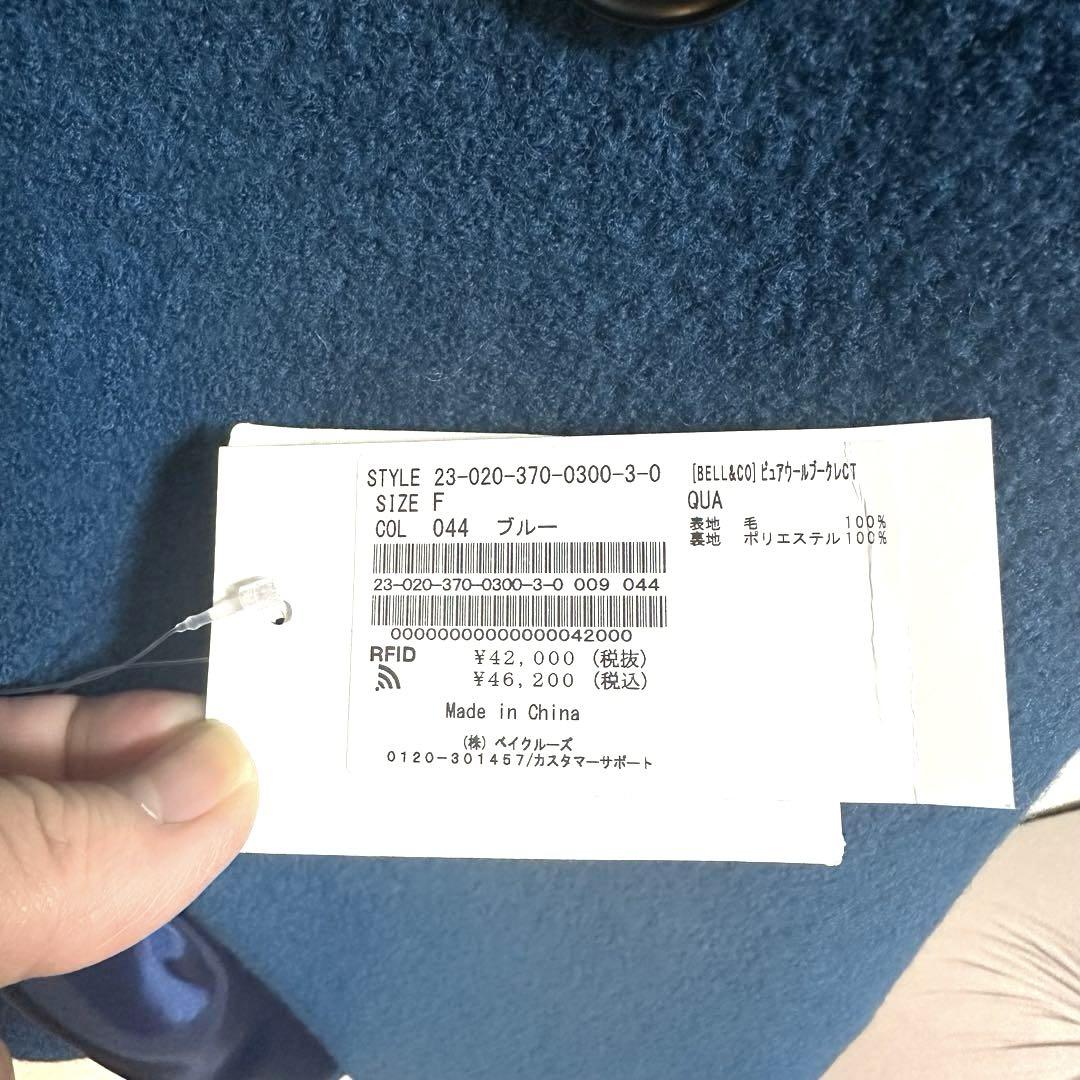 STYLE 23-020-370-0300-3-0
SIZE F
COL 044 ブルー
23-020-370-0300-3-0 009 044
00000000000000042000
RFID
¥42,000 (税抜)
¥46,200 (税込)
Made in China
(株) ベイクルーズ
0120-301457/カスタマーサポート
[BELL&CO]ピュアウールブークレCT
QUA
表地 毛 100%
裏地 ポリエステル100%